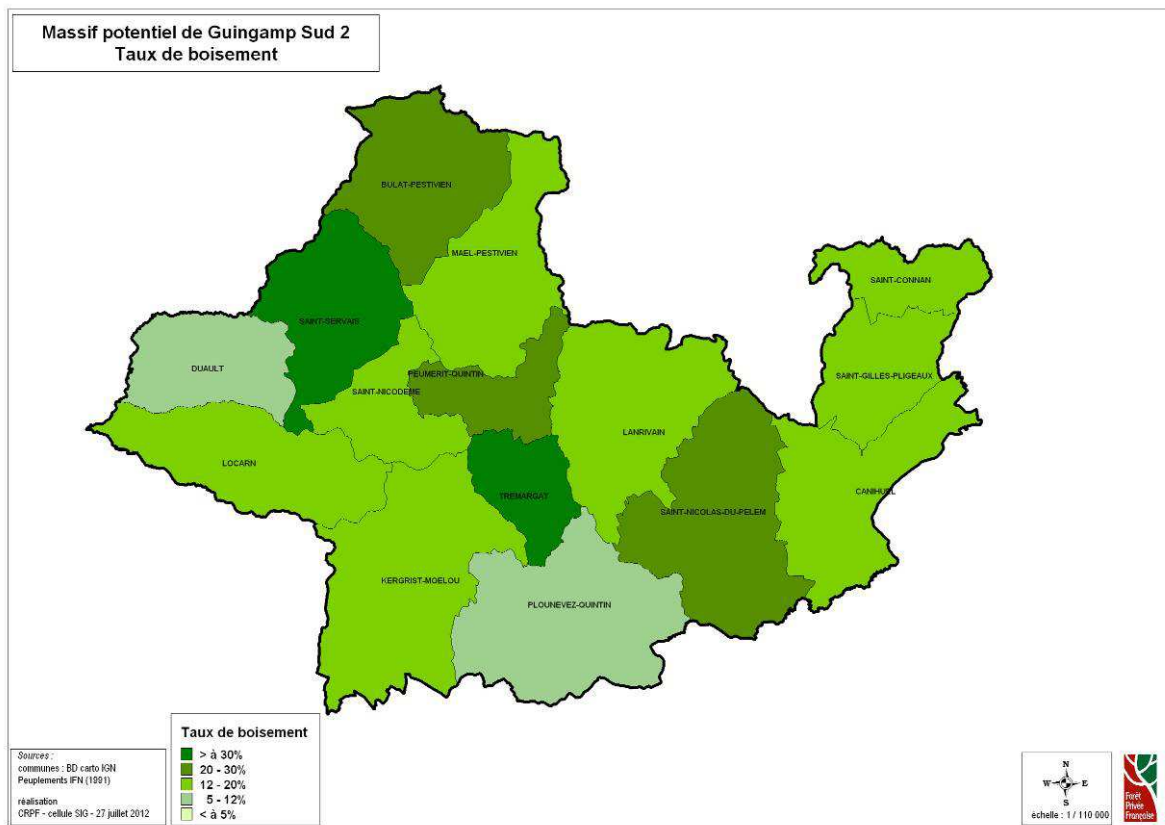 Massif potentiel de Guingamp Sud 2
Taux de boisement
BULAT-PESTIVIEN
MAEL-PESTIVIEN
SAINT-CONNAN
SAINT-SERVAIS
DUAULT
PEUMERIT-QUINTIN
SAINT-GILLES-PLIGEAUX
SAINT-NICODEME
LANRIVAIN
LOCARN
CANIHUEL
TREMARGAT
SAINT-NICOLAS-DU-PELEM
KERGRIST-MOELOU
PLOUNEVEZ-QUINTIN
Taux de boisement
> à 30%
20 - 30%
12 - 20%
5 - 12%
< à 5%
Sources :
communes : BD carto IGN
Peuplements IFN (1991)
réalisation
CRPF - cellule SIG - 27 juillet 2012
N
W E
S
échelle : 1 / 110 000
Forêt
Privée
Française